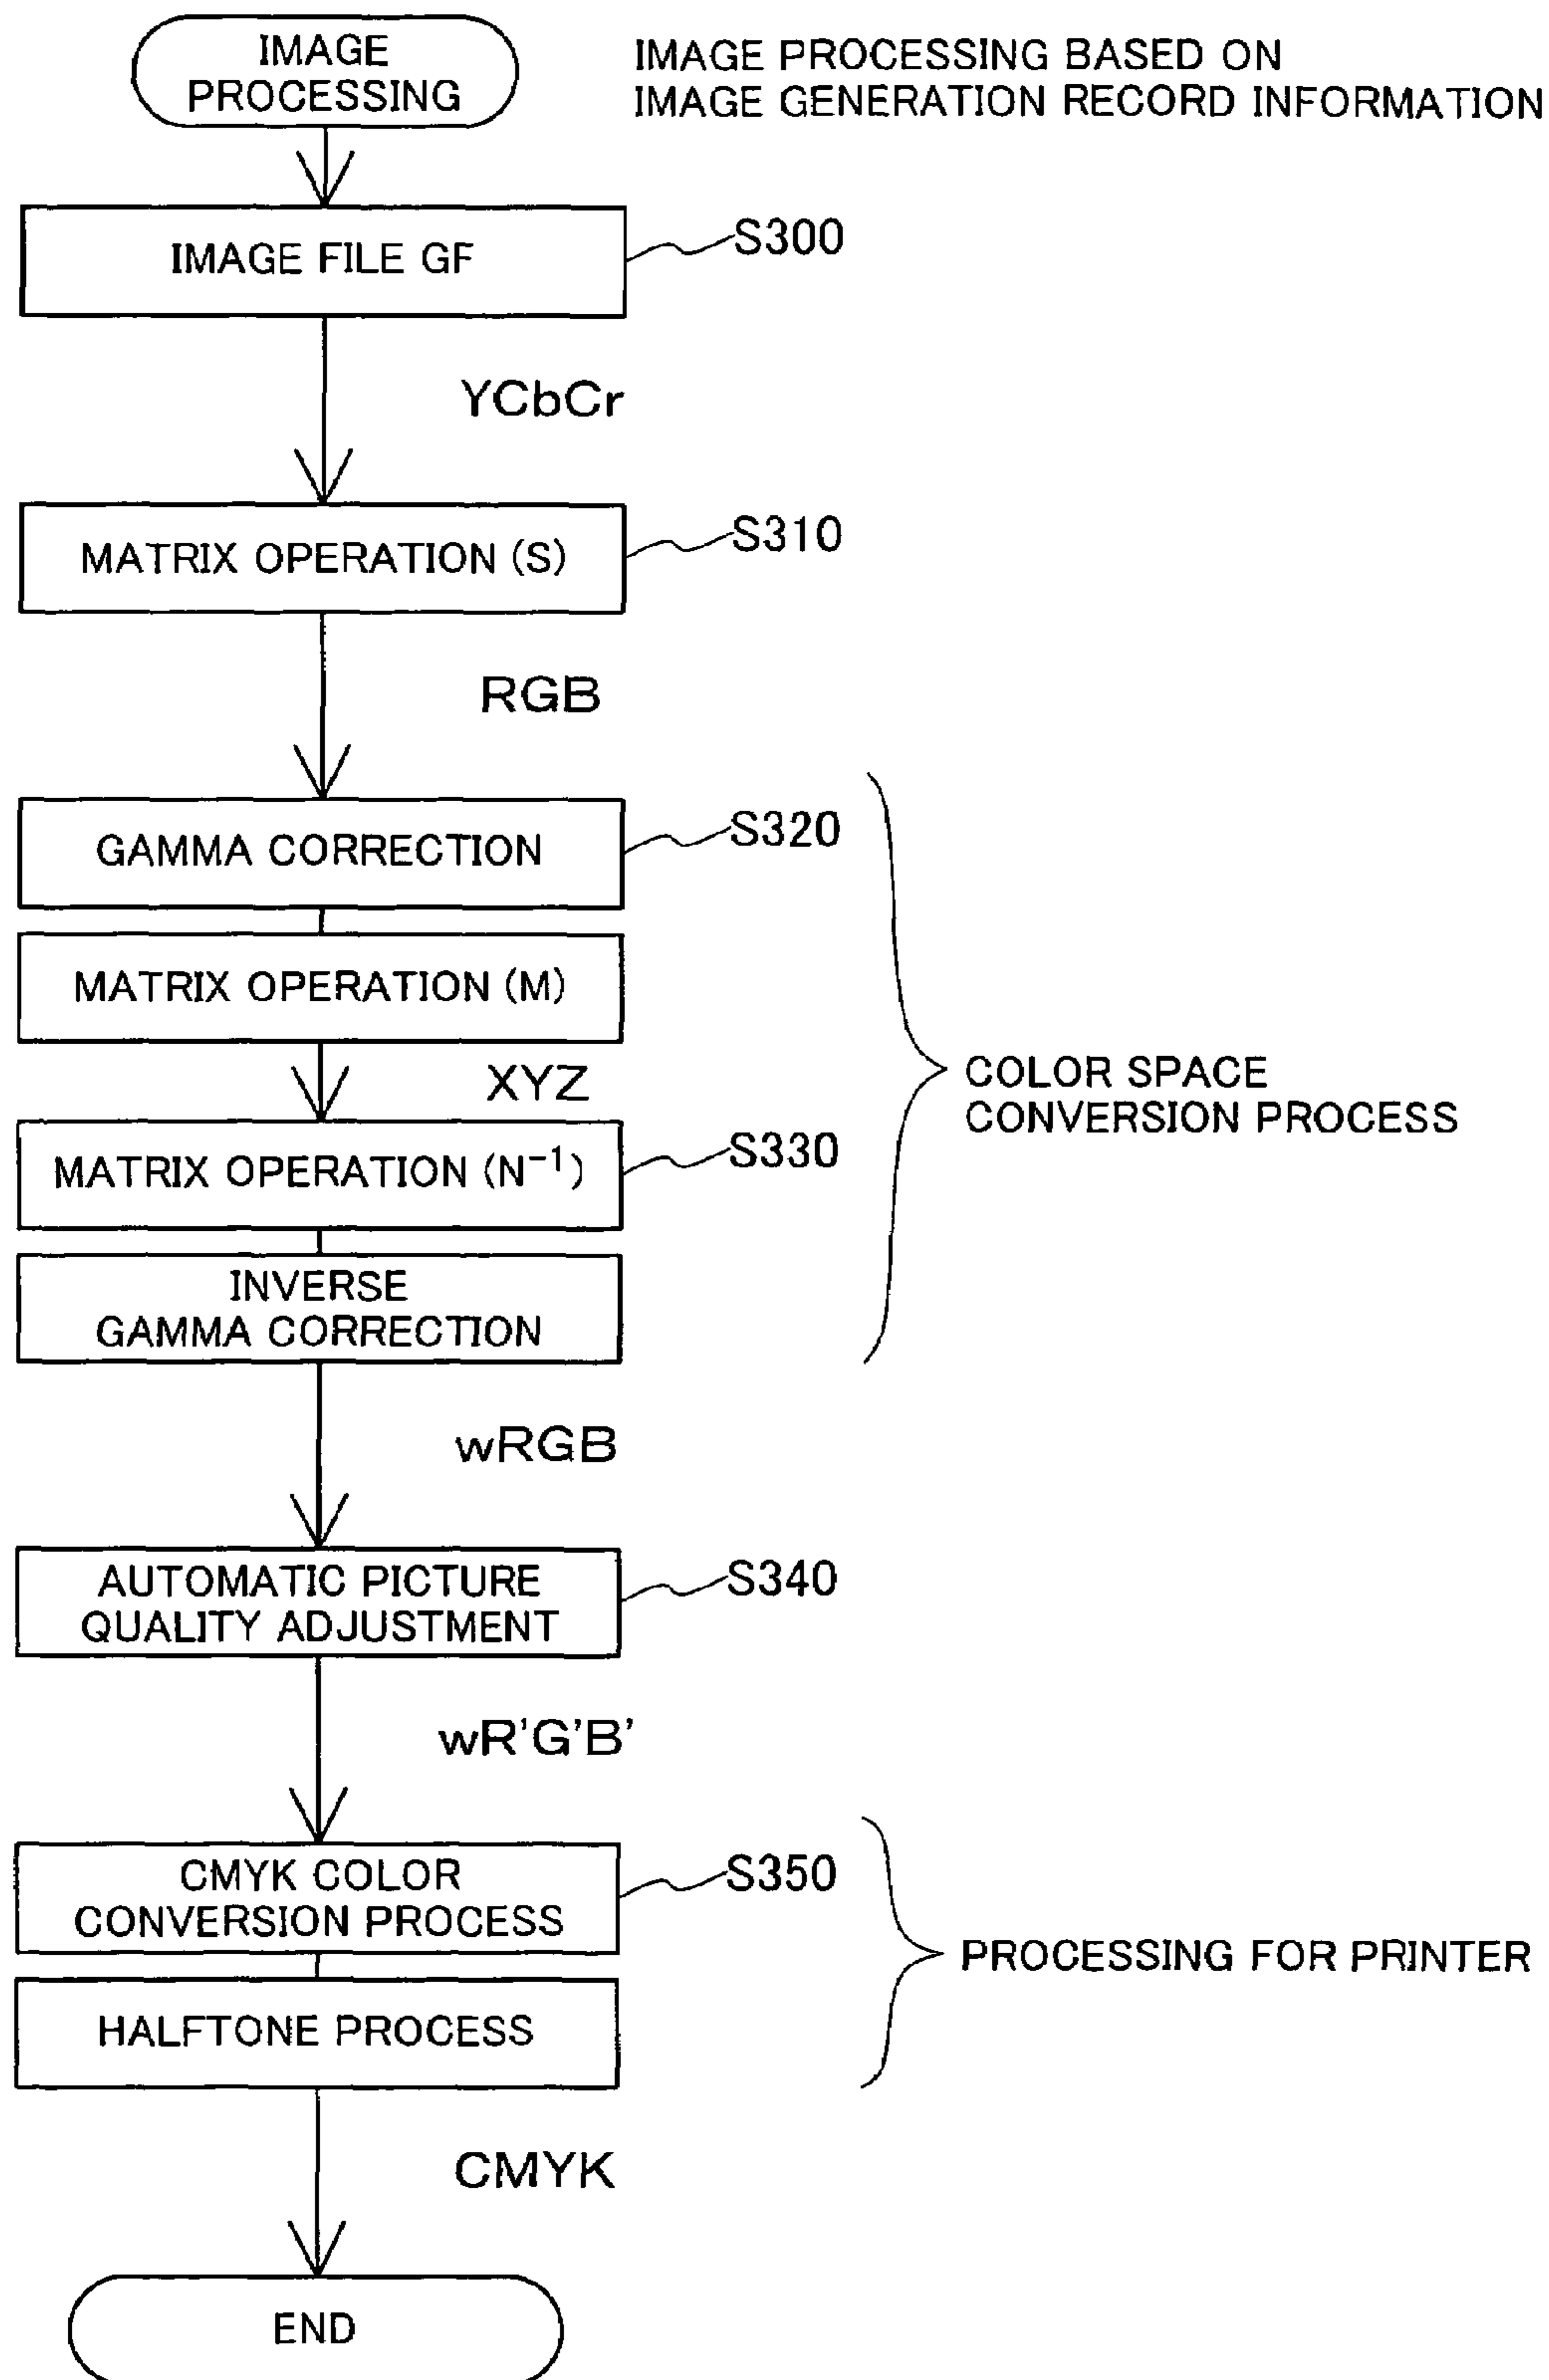 IMAGE
PROCESSING
IMAGE PROCESSING BASED ON
IMAGE GENERATION RECORD INFORMATION
IMAGE FILE GF
S300
YCbCr
MATRIX OPERATION (S)
S310
RGB
GAMMA CORRECTION
S320
MATRIX OPERATION (M)
XYZ
COLOR SPACE
CONVERSION PROCESS
MATRIX OPERATION (N⁻¹)
S330
INVERSE
GAMMA CORRECTION
wRGB
AUTOMATIC PICTURE
QUALITY ADJUSTMENT
S340
wR'G'B'
CMYK COLOR
CONVERSION PROCESS
S350
PROCESSING FOR PRINTER
HALFTONE PROCESS
CMYK
END